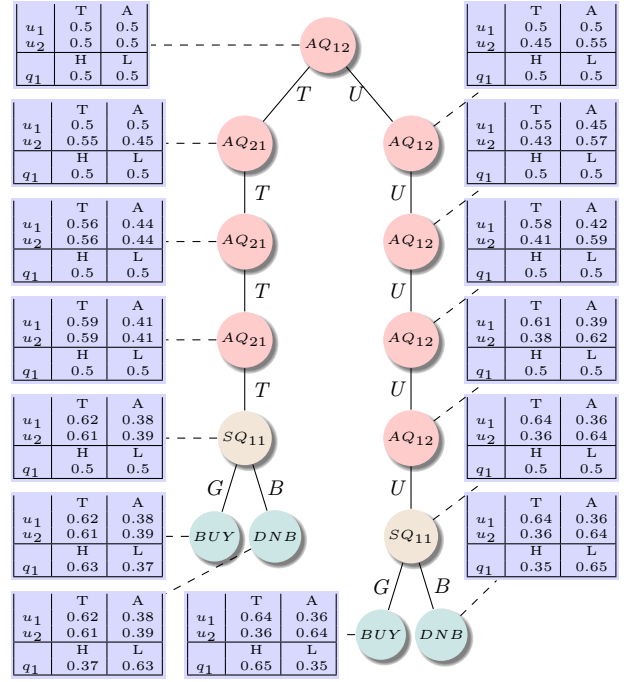 T A
u1 0.5 0.5
u2 0.5 0.5
H L
q1 0.5 0.5
T A
u1 0.5 0.5
u2 0.55 0.45
H L
q1 0.5 0.5
T A
u1 0.56 0.44
u2 0.56 0.44
H L
q1 0.5 0.5
T A
u1 0.59 0.41
u2 0.59 0.41
H L
q1 0.5 0.5
T A
u1 0.62 0.38
u2 0.61 0.39
H L
q1 0.5 0.5
T A
u1 0.62 0.38
u2 0.61 0.39
H L
q1 0.63 0.37
T A
u1 0.62 0.38
u2 0.61 0.39
H L
q1 0.37 0.63
AQ12
T U
AQ21 AQ12
T U
AQ21 AQ12
T U
AQ21 AQ12
T U
SQ11 AQ12
G B U
BUY DNB SQ11
G B
BUY DNB
T A
u1 0.64 0.36
u2 0.36 0.64
H L
q1 0.65 0.35
T A
u1 0.5 0.5
u2 0.45 0.55
H L
q1 0.5 0.5
T A
u1 0.55 0.45
u2 0.43 0.57
H L
q1 0.5 0.5
T A
u1 0.58 0.42
u2 0.41 0.59
H L
q1 0.5 0.5
T A
u1 0.61 0.39
u2 0.38 0.62
H L
q1 0.5 0.5
T A
u1 0.64 0.36
u2 0.36 0.64
H L
q1 0.5 0.5
T A
u1 0.64 0.36
u2 0.36 0.64
H L
q1 0.35 0.65